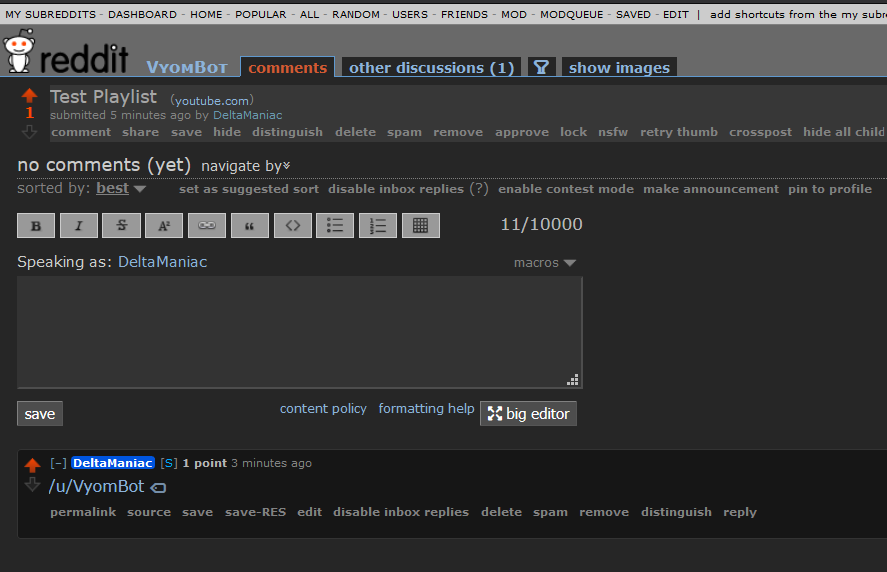 MY SUBREDDITS - DASHBOARD - HOME - POPULAR - ALL - RANDOM - USERS - FRIENDS - MOD - MODQUEUE - SAVED - EDIT | add shortcuts from the my subre
reddit VYOMBOT comments other discussions (1) show images
Test Playlist (youtube.com)
1
submitted 5 minutes ago by DeltaManiac
comment share save hide distinguish delete spam remove approve lock nsfw retry thumb crosspost hide all child
no comments (yet) navigate by
sorted by: best set as suggested sort disable inbox replies (?) enable contest mode make announcement pin to profile
B I S A² “ <> 11/10000
Speaking as: DeltaManiac macros
save content policy formatting help big editor
[–] DeltaManiac [S] 1 point 3 minutes ago
/u/VyomBot
permalink source save save-RES edit disable inbox replies delete spam remove distinguish reply